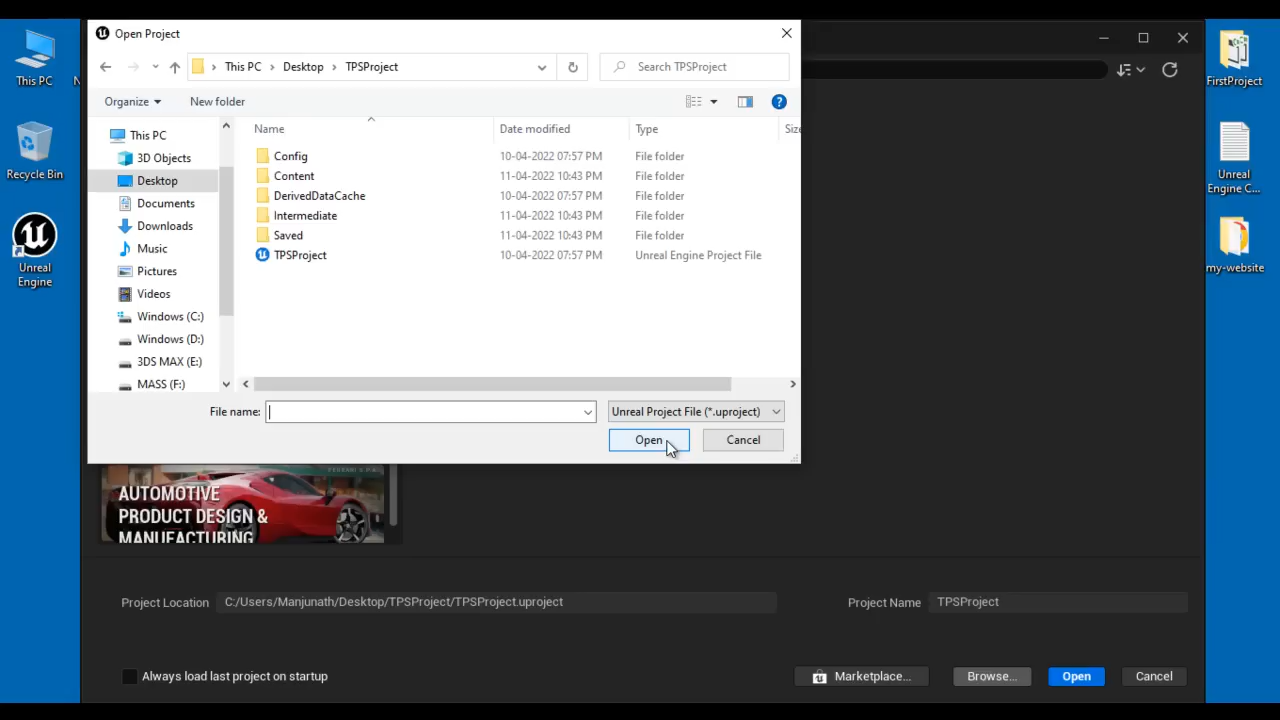 This PC
N
Recycle Bin
Unreal
Engine
Open Project
This PC > Desktop > TPSProject
Search TPSProject
Organize
New folder
This PC
3D Objects
Desktop
Documents
Downloads
Music
Pictures
Videos
Windows (C:)
Windows (D:)
3DS MAX (E:)
MASS (F:)
Name Date modified Type Size
Config 10-04-2022 07:57 PM File folder
Content 11-04-2022 10:43 PM File folder
DerivedDataCache 10-04-2022 07:57 PM File folder
Intermediate 11-04-2022 10:43 PM File folder
Saved 11-04-2022 10:43 PM File folder
TPSProject 10-04-2022 07:57 PM Unreal Engine Project File
File name:
Unreal Project File (*.uproject)
Open
Cancel
AUTOMOTIVE
PRODUCT DESIGN &
MANUFACTURING
Project Location C:/Users/Manjunath/Desktop/TPSProject/TPSProject.uproject
Project Name TPSProject
Always load last project on startup
Marketplace...
Browse...
Open
Cancel
FirstProject
Unreal
Engine C...
my-website